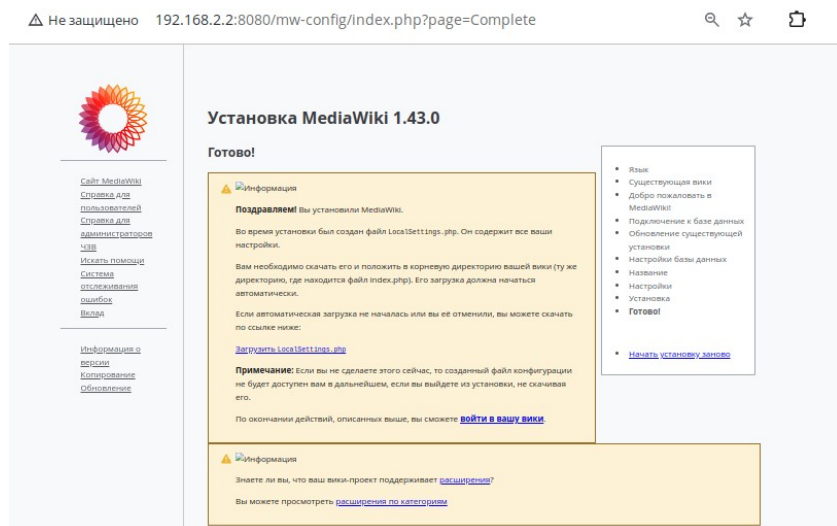 Не защищено 192.168.2.2:8080/mw-config/index.php?page=Complete
Установка MediaWiki 1.43.0
Готово!
Сайт MediaWiki
Справка для
пользователей
Справка для
администраторов
ЧЗВ
Искать помощи
Система
отслеживания
ошибок
Вклад
Информация о
версии
Копирование
Обновление
Информация
Поздравляем! Вы установили MediaWiki.
Во время установки был создан файл LocalSettings.php. Он содержит все ваши
настройки.
Вам необходимо скачать его и положить в корневую директорию вашей вики (ту же
директорию, где находится файл index.php). Его загрузка должна начаться
автоматически.
Если автоматическая загрузка не началась или вы её отменили, вы можете скачать
по ссылке ниже:
Загрузить LocalSettings.php
Примечание: Если вы не сделаете этого сейчас, то созданный файл конфигурации
не будет доступен вам в дальнейшем, если вы выйдете из установки, не скачивая
его.
По окончании действий, описанных выше, вы сможете войти в вашу вики.
Язык
Существующая вики
Добро пожаловать в
MediaWiki!
Подключение к базе данных
Обновление существующей
установки
Настройки базы данных
Название
Настройки
Установка
Готово!
Начать установку заново
Информация
Знаете ли вы, что ваш вики-проект поддерживает расширения?
Вы можете просмотреть расширения по категориям